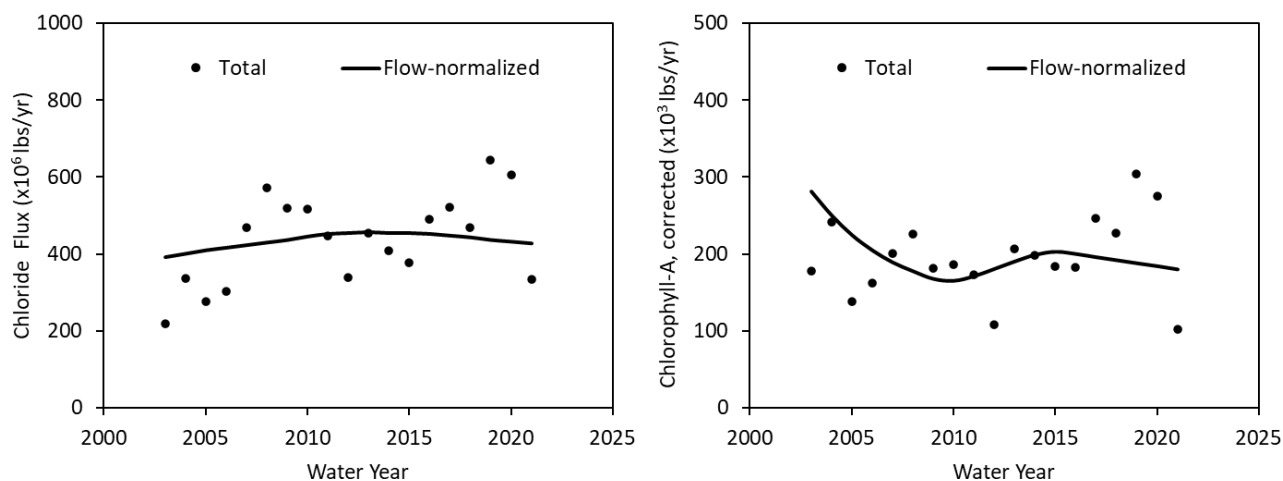 1000
800
600
400
200
0
Chloride Flux (x10⁶ lbs/yr)
Total
Flow-normalized
2000 2005 2010 2015 2020 2025
Water Year
500
400
300
200
100
0
Chlorophyll-A, corrected (x10³ lbs/yr)
Total
Flow-normalized
2000 2005 2010 2015 2020 2025
Water Year